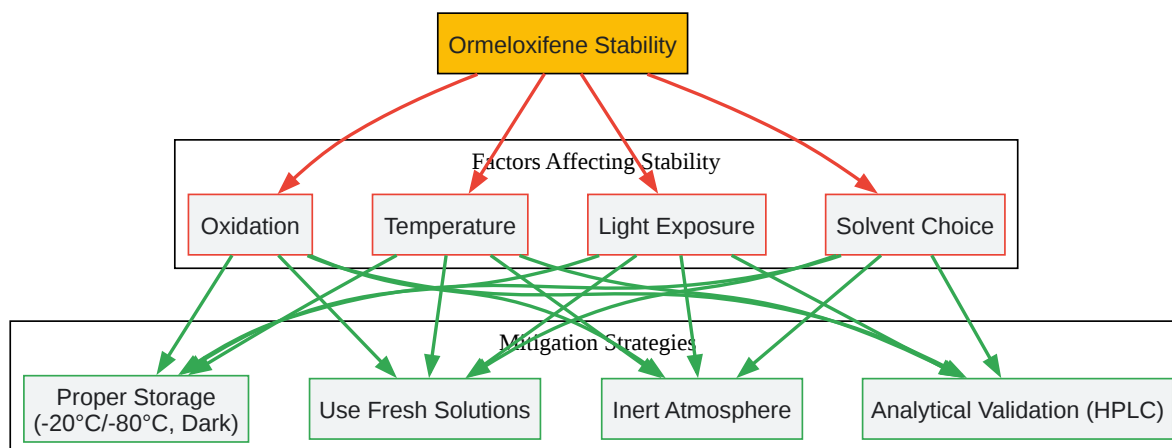 Ormeloxifene Stability
Factors Affecting Stability
Oxidation
Temperature
Light Exposure
Solvent Choice
Mitigation Strategies
Proper Storage
(-20°C/-80°C, Dark)
Use Fresh Solutions
Inert Atmosphere
Analytical Validation (HPLC)